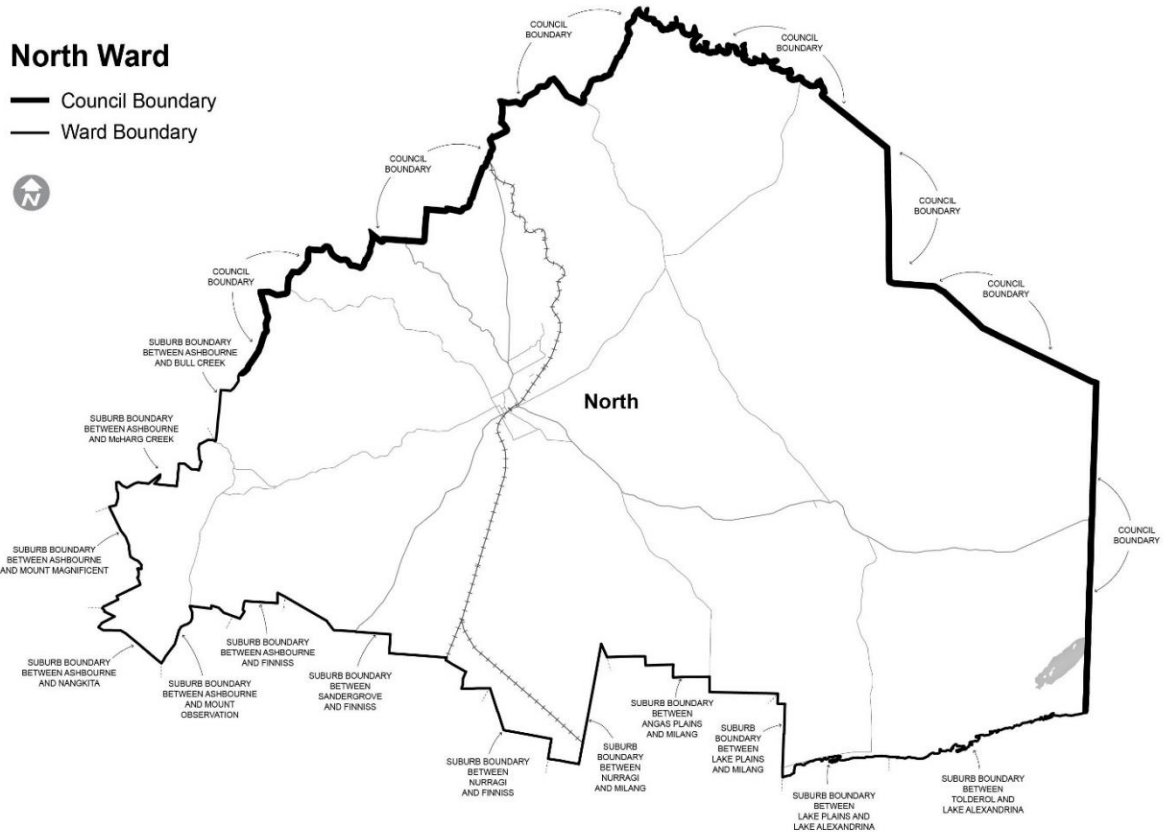 North Ward
Council Boundary
Ward Boundary
N
COUNCIL
BOUNDARY
COUNCIL
BOUNDARY
COUNCIL
BOUNDARY
COUNCIL
BOUNDARY
COUNCIL
BOUNDARY
COUNCIL
BOUNDARY
COUNCIL
BOUNDARY
SUBURB BOUNDARY
BETWEEN ASHBOURNE
AND BULL CREEK
North
SUBURB BOUNDARY
BETWEEN ASHBOURNE
AND McHARG CREEK
SUBURB BOUNDARY
BETWEEN ASHBOURNE
AND MOUNT MAGNIFICENT
SUBURB BOUNDARY
BETWEEN ASHBOURNE
AND NANGKITA
SUBURB BOUNDARY
BETWEEN ASHBOURNE
AND MOUNT
OBSERVATION
SUBURB BOUNDARY
BETWEEN ASHBOURNE
AND FINNISS
SUBURB BOUNDARY
BETWEEN
SANDERGROVE
AND FINNISS
SUBURB BOUNDARY
BETWEEN
NURRAGI
AND FINNISS
SUBURB
BOUNDARY
BETWEEN
NURRAGI
AND MILANG
SUBURB BOUNDARY
BETWEEN
ANGAS PLAINS
AND MILANG
SUBURB
BOUNDARY
BETWEEN
LAKE PLAINS
AND MILANG
SUBURB BOUNDARY
BETWEEN
LAKE PLAINS AND
LAKE ALEXANDRINA
SUBURB BOUNDARY
BETWEEN
TOLDEROL AND
LAKE ALEXANDRINA
COUNCIL
BOUNDARY